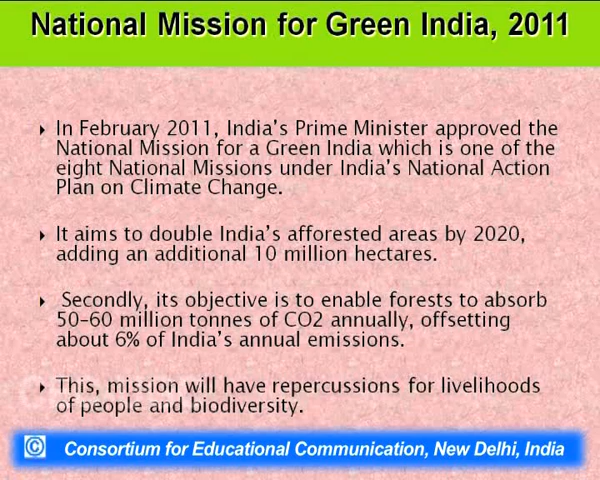 National Mission for Green India, 2011
In February 2011, India's Prime Minister approved the
National Mission for a Green India which is one of the
eight National Missions under India's National Action
Plan on Climate Change.
It aims to double India's afforested areas by 2020,
adding an additional 10 million hectares.
Secondly, its objective is to enable forests to absorb
50-60 million tonnes of CO2 annually, offsetting
about 6% of India's annual emissions.
This, mission will have repercussions for livelihoods
of people and biodiversity.
© Consortium for Educational Communication, New Delhi, India